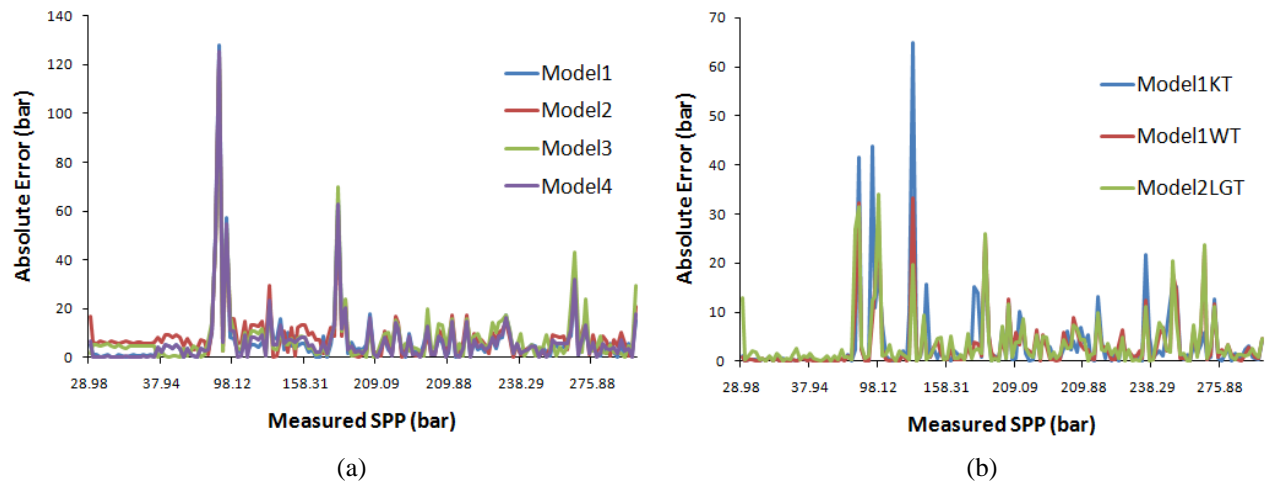 140
120
100
80
60
40
20
0
Absolute Error (bar)
Model1
Model2
Model3
Model4
28.98 37.94 98.12 158.31 209.09 209.88 238.29 275.88
Measured SPP (bar)
(a)
70
60
50
40
30
20
10
0
Absolute Error (bar)
Model1KT
Model1WT
Model2LGT
28.98 37.94 98.12 158.31 209.09 209.88 238.29 275.88
Measured SPP (bar)
(b)